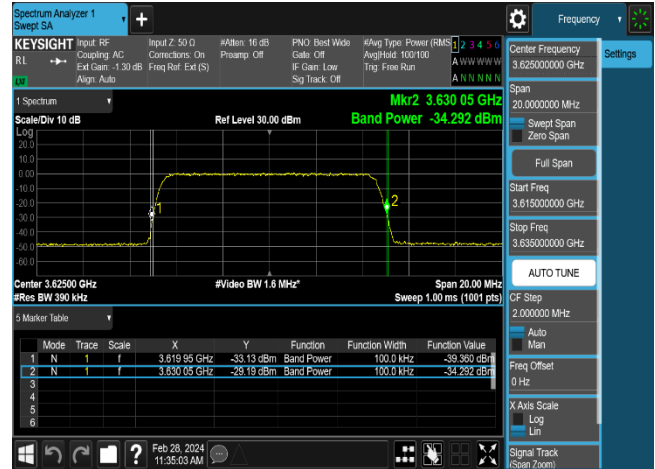 Spectrum Analyzer 1
Swept SA
+
Frequency
KEYSIGHT
RL
LXI
Input: RF
Coupling: AC
Ext Gain: -1.30 dB
Align: Auto
Input Z: 50 Ω
Corrections: On
Freq Ref: Ext (S)
#Atten: 16 dB
Preamp: Off
PNO: Best Wide
Gate: Off
IF Gain: Low
Sig Track: Off
#Avg Type: Power (RMS
Avg|Hold: 100/100
Trig: Free Run
1 2 3 4 5 6
A W W W W W
A N N N N N
1 Spectrum
Scale/Div 10 dB
Ref Level 30.00 dBm
Mkr2 3.630 05 GHz
Band Power -34.292 dBm
Log
20.0
10.0
0.00
-10.0
-20.0
-30.0
-40.0
-50.0
-60.0
1
2
Center 3.62500 GHz
#Video BW 1.6 MHz*
Span 20.00 MHz
#Res BW 390 kHz
Sweep 1.00 ms (1001 pts)
5 Marker Table
Mode Trace Scale X Y Function Function Width Function Value
1 N 1 f 3.619 95 GHz -33.13 dBm Band Power 100.0 kHz -39.360 dBm
2 N 1 f 3.630 05 GHz -29.19 dBm Band Power 100.0 kHz -34.292 dBm
3
4
5
6
?
Feb 28, 2024
11:35:03 AM
Center Frequency
3.625000000 GHz
Settings
Span
20.0000000 MHz
Swept Span
Zero Span
Full Span
Start Freq
3.615000000 GHz
Stop Freq
3.635000000 GHz
AUTO TUNE
CF Step
2.000000 MHz
Auto
Man
Freq Offset
0 Hz
X Axis Scale
Log
Lin
Signal Track
(Span Zoom)